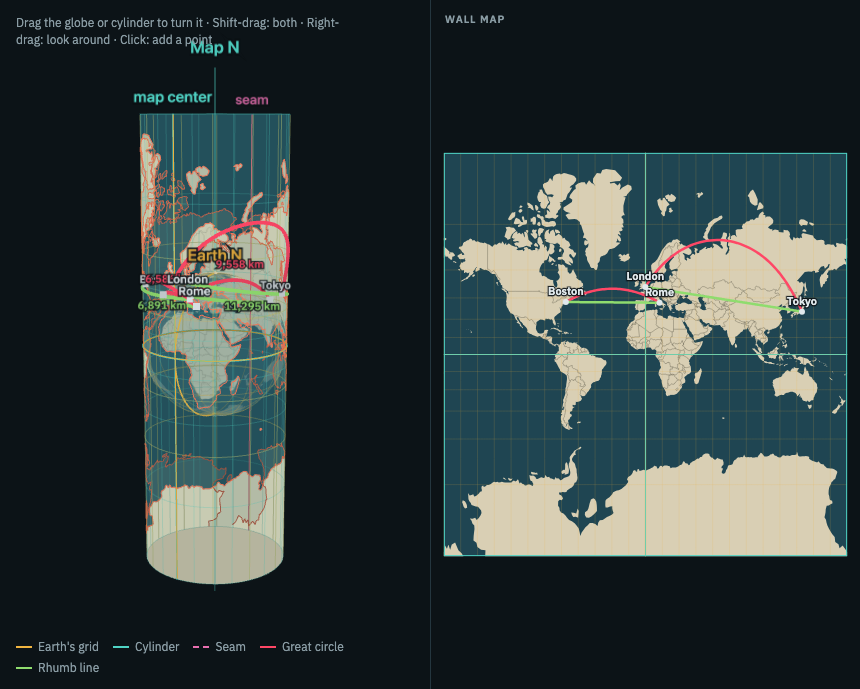 Drag the globe or cylinder to turn it · Shift-drag: both · Right-
drag: look around · Click: add a point
Map N
map center
seam
Earth N
9,558 km
London
Rome
Tokyo
6,891 km
11,295 km
Earth's grid
Cylinder
Seam
Great circle
Rhumb line
WALL MAP
London
Boston
Rome
Tokyo